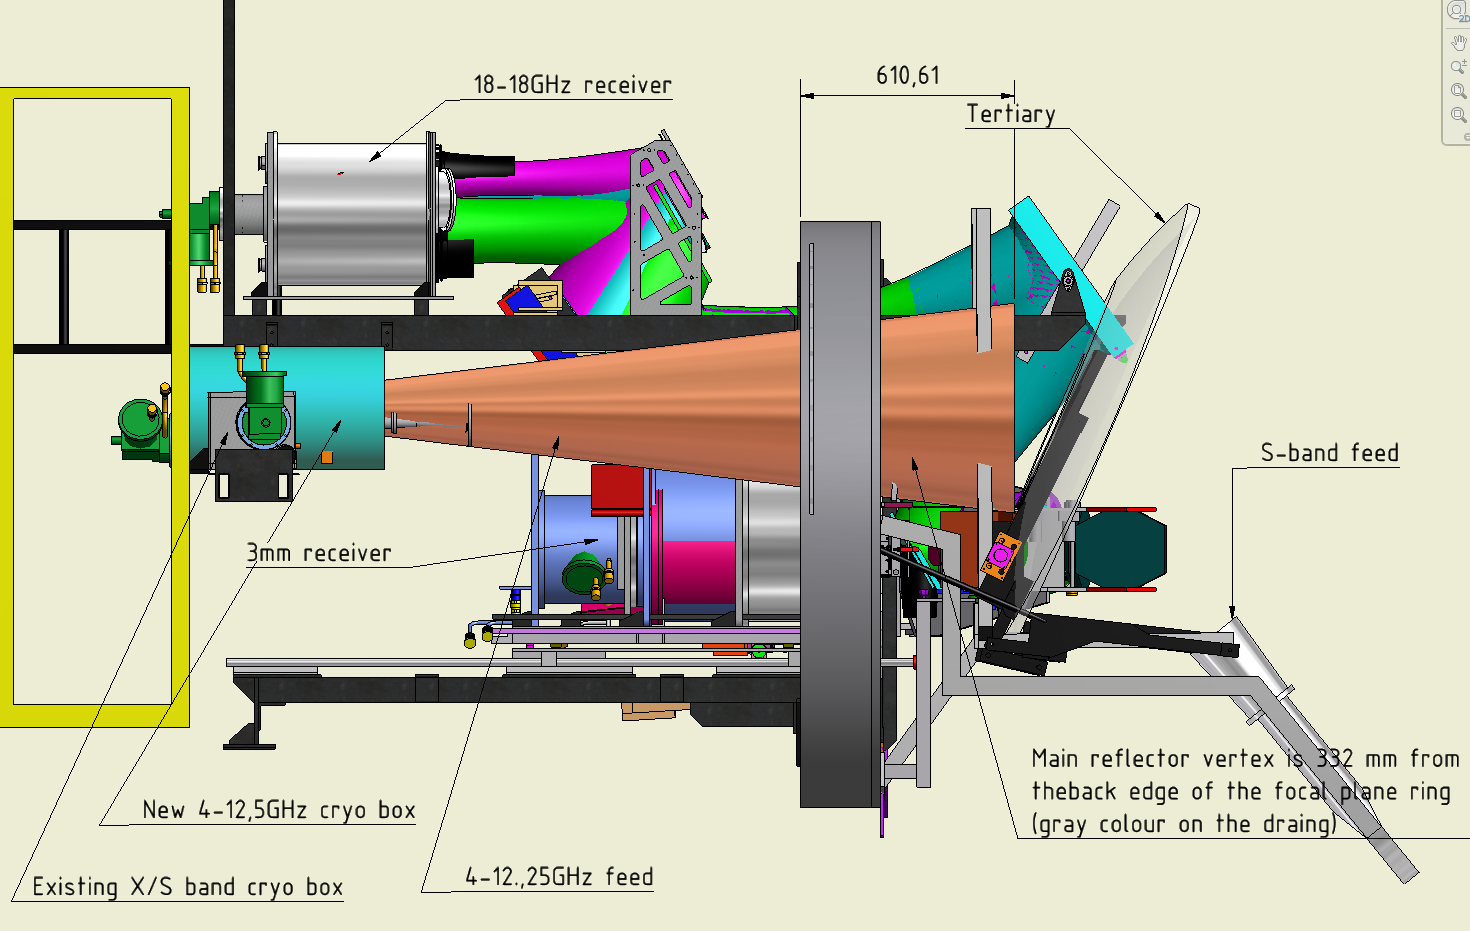 18-18GHz receiver
610,61
Tertiary
2D
S-band feed
3mm receiver
Main reflector vertex is 332 mm from
theback edge of the focal plane ring
(gray colour on the draing)
New 4-12,5GHz cryo box
4-12.,25GHz feed
Existing X/S band cryo box